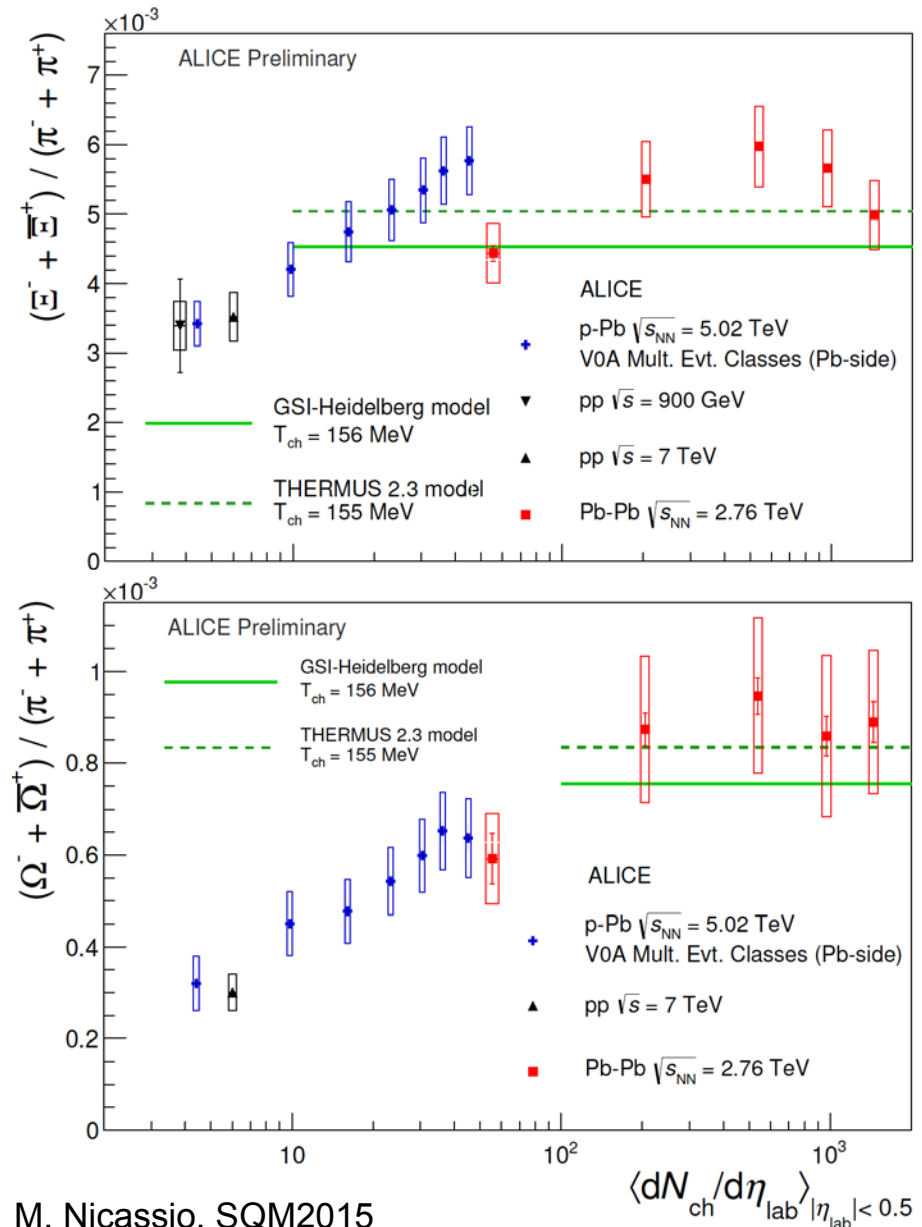 ×10⁻³
ALICE Preliminary
(Ξ⁻ + Ξ̅⁺) / (π⁻ + π⁺)
7
6
5
4
3
2
1
0
ALICE
p-Pb √sNN = 5.02 TeV
V0A Mult. Evt. Classes (Pb-side)
pp √s = 900 GeV
pp √s = 7 TeV
Pb-Pb √sNN = 2.76 TeV
GSI-Heidelberg model
Tch = 156 MeV
THERMUS 2.3 model
Tch = 155 MeV
×10⁻³
ALICE Preliminary
(Ω⁻ + Ω̅⁺) / (π⁻ + π⁺)
GSI-Heidelberg model
Tch = 156 MeV
THERMUS 2.3 model
Tch = 155 MeV
1
0.8
0.6
0.4
0.2
0
ALICE
p-Pb √sNN = 5.02 TeV
V0A Mult. Evt. Classes (Pb-side)
pp √s = 7 TeV
Pb-Pb √sNN = 2.76 TeV
10 10² 10³
⟨dNch/dηlab⟩|ηlab|< 0.5
M. Nicassio, SQM2015